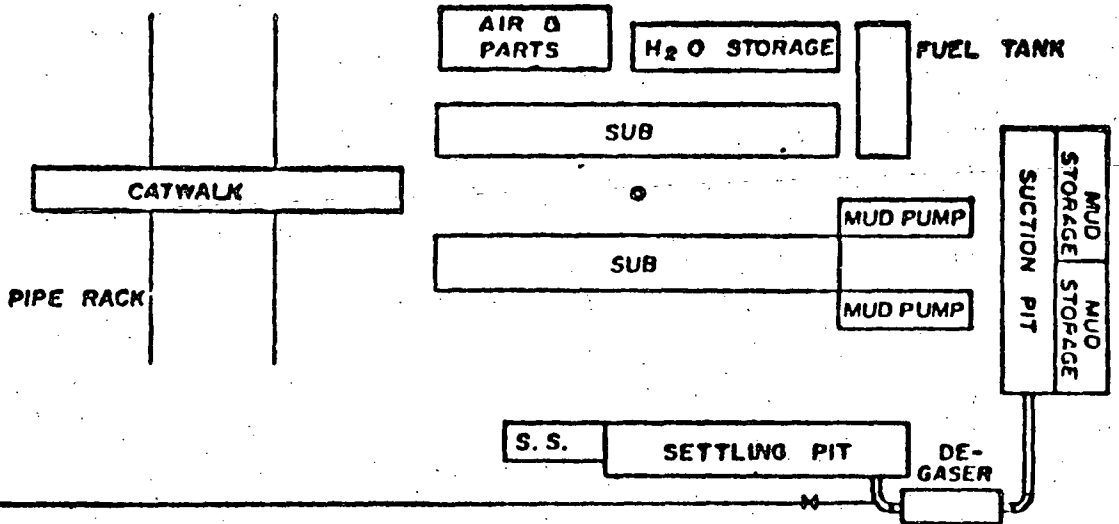 AIR &
PARTS
H₂O STORAGE
FUEL TANK
SUB
CATWALK
MUD PUMP
SUB
PIPE RACK
MUD PUMP
SUCTION PIT
MUD
STORAGE
MUD
STORAGE
S. S.
SETTLING PIT
DE-
GASER